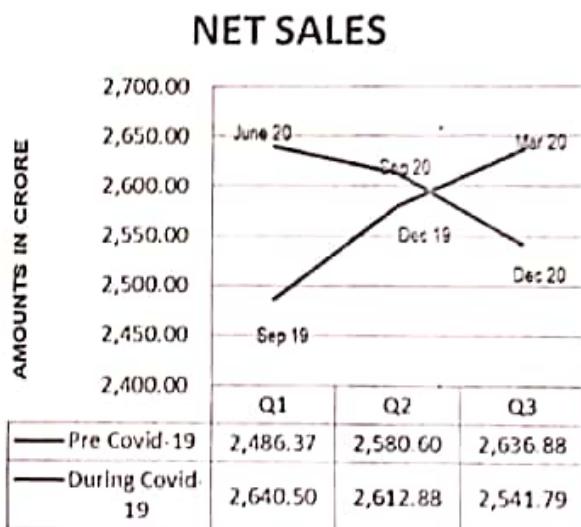 NET SALES
AMOUNTS IN CRORE
2,700.00
2,650.00
2,600.00
2,550.00
2,500.00
2,450.00
2,400.00
June 20
Sep 20
Mar 20
Dec 19
Dec 20
Sep 19
Q1 Q2 Q3
Pre Covid-19 2,486.37 2,580.60 2,636.88
During Covid-
19 2,640.50 2,612.88 2,541.79